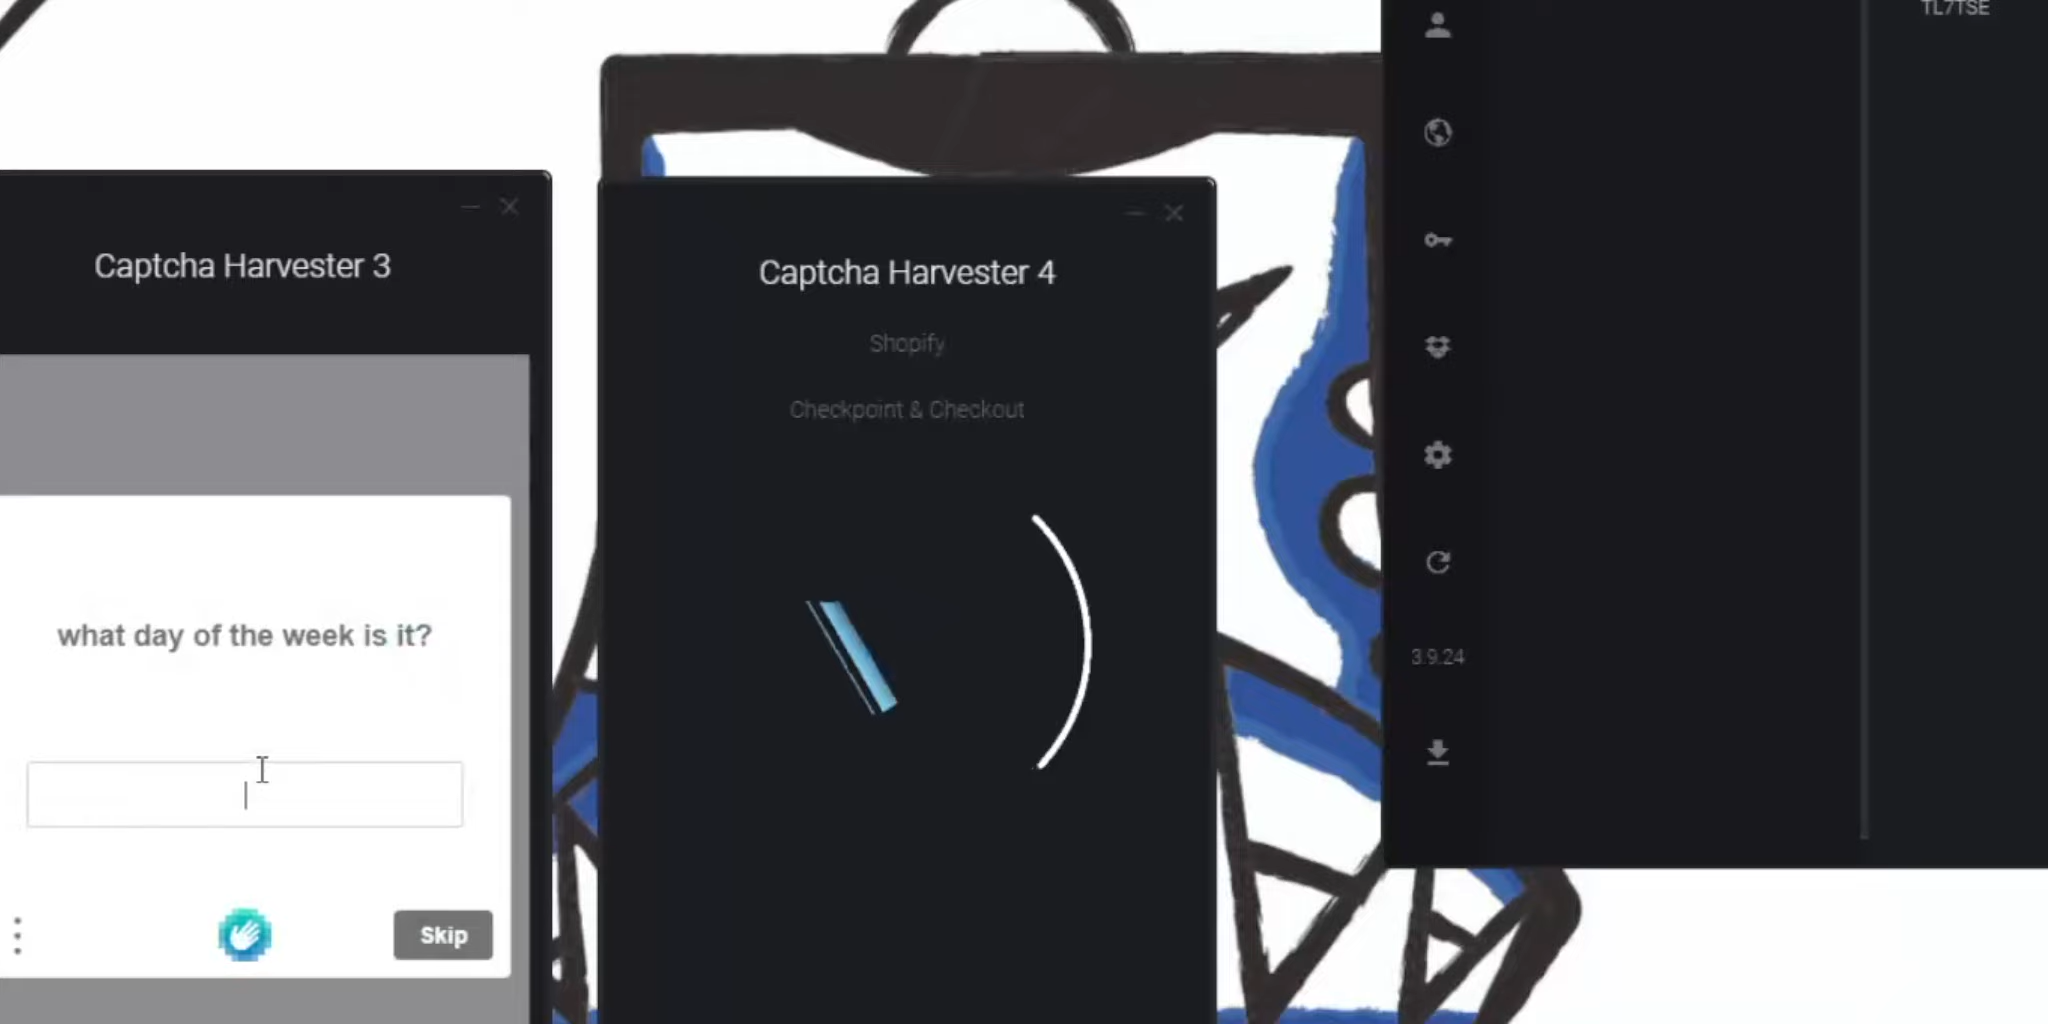 TL7TSE
Captcha Harvester 3
what day of the week is it?
Skip
Captcha Harvester 4
Shopify
Checkpoint & Checkout
3.9.24